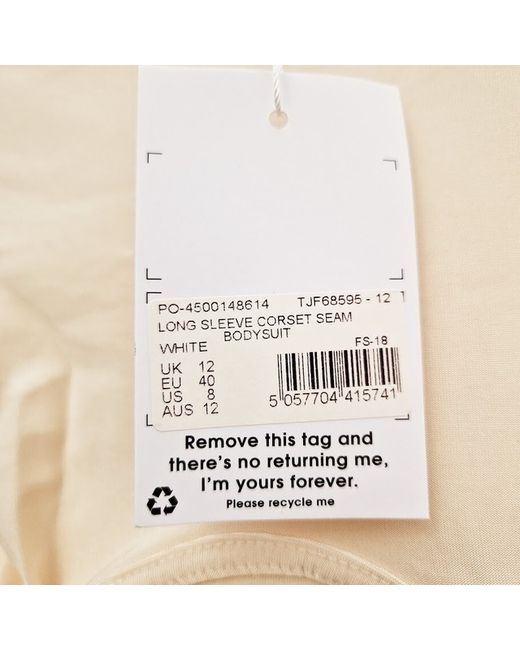 PO-4500148614 TJF68595 - 12
LONG SLEEVE CORSET SEAM
BODYSUIT
WHITE FS-18
UK 12
EU 40
US 8
AUS 12
5 057704 415741
Remove this tag and
there's no returning me,
I'm yours forever.
Please recycle me